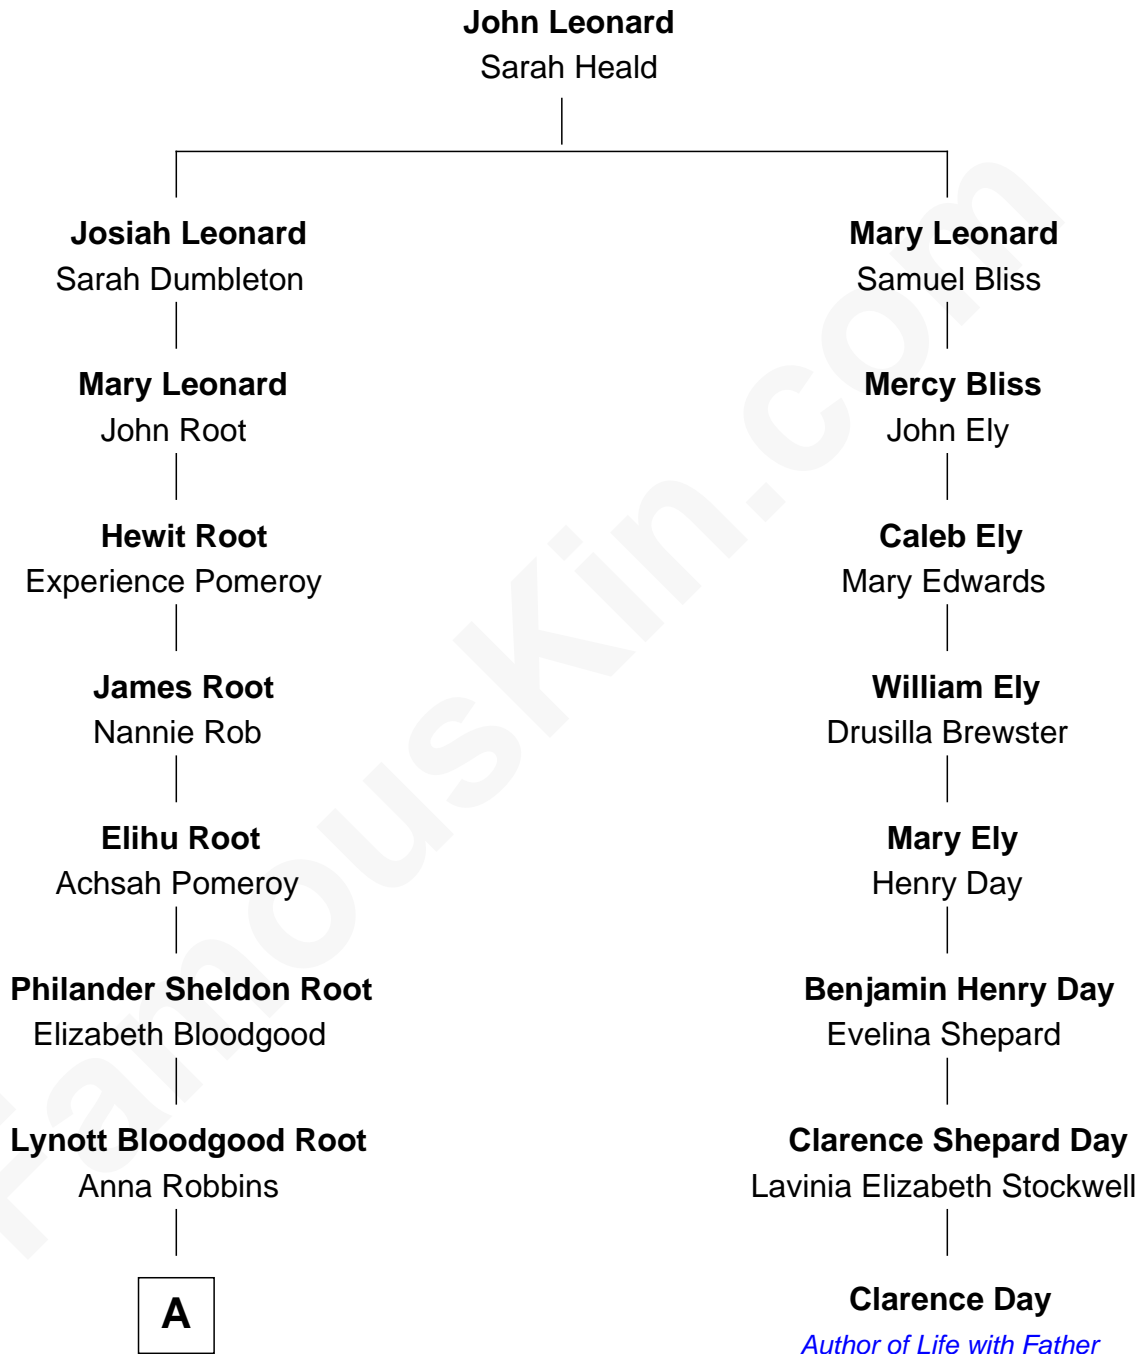 John Leonard
Sarah Heald
Josiah Leonard
Sarah Dumbleton
Mary Leonard
Samuel Bliss
Mary Leonard
John Root
Mercy Bliss
John Ely
Hewit Root
Experience Pomeroy
Caleb Ely
Mary Edwards
James Root
Nannie Rob
William Ely
Drusilla Brewster
Elihu Root
Achsah Pomeroy
Mary Ely
Henry Day
Philander Sheldon Root
Elizabeth Bloodgood
Benjamin Henry Day
Evelina Shepard
Lynott Bloodgood Root
Anna Robbins
Clarence Shepard Day
Lavinia Elizabeth Stockwell
A
Clarence Day
Author of Life with Father
FamousKin.com